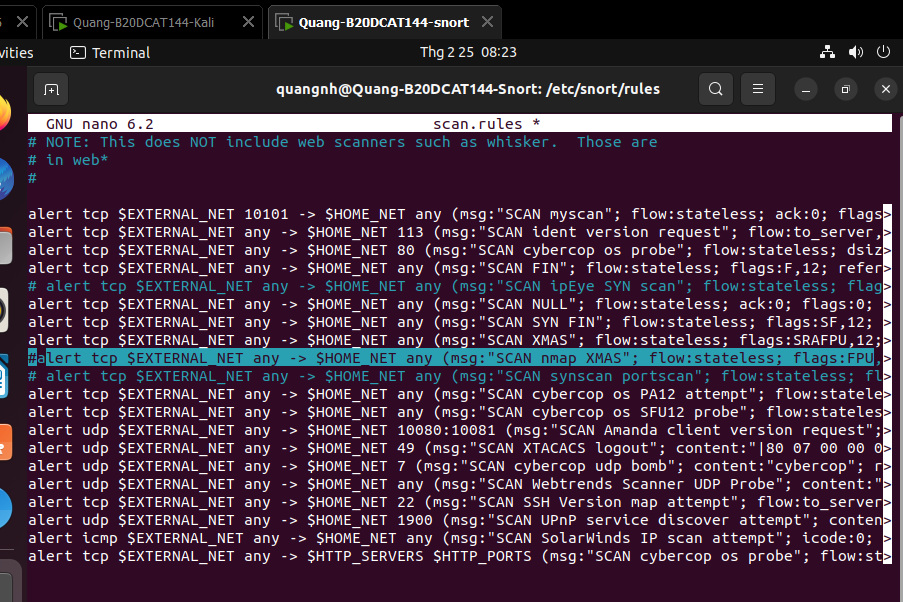 Quang-B20DCAT144-Kali
Quang-B20DCAT144-snort
vities
Terminal
Thg 2 25 08:23
quangnh@Quang-B20DCAT144-Snort: /etc/snort/rules
GNU nano 6.2 scan.rules *
# NOTE: This does NOT include web scanners such as whisker.  Those are
# in web*
#
alert tcp $EXTERNAL_NET 10101 -> $HOME_NET any (msg:"SCAN myscan"; flow:stateless; ack:0; flags>
alert tcp $EXTERNAL_NET any -> $HOME_NET 113 (msg:"SCAN ident version request"; flow:to_server,>
alert tcp $EXTERNAL_NET any -> $HOME_NET 80 (msg:"SCAN cybercop os probe"; flow:stateless; dsiz>
alert tcp $EXTERNAL_NET any -> $HOME_NET any (msg:"SCAN FIN"; flow:stateless; flags:F,12; refer>
# alert tcp $EXTERNAL_NET any -> $HOME_NET any (msg:"SCAN ipEye SYN scan"; flow:stateless; flag>
alert tcp $EXTERNAL_NET any -> $HOME_NET any (msg:"SCAN NULL"; flow:stateless; ack:0; flags:0; >
alert tcp $EXTERNAL_NET any -> $HOME_NET any (msg:"SCAN SYN FIN"; flow:stateless; flags:SF,12; >
alert tcp $EXTERNAL_NET any -> $HOME_NET any (msg:"SCAN XMAS"; flow:stateless; flags:SRAFPU,12;>
#alert tcp $EXTERNAL_NET any -> $HOME_NET any (msg:"SCAN nmap XMAS"; flow:stateless; flags:FPU,>
# alert tcp $EXTERNAL_NET any -> $HOME_NET any (msg:"SCAN synscan portscan"; flow:stateless; fl>
alert tcp $EXTERNAL_NET any -> $HOME_NET any (msg:"SCAN cybercop os PA12 attempt"; flow:statele>
alert tcp $EXTERNAL_NET any -> $HOME_NET any (msg:"SCAN cybercop os SFU12 probe"; flow:stateles>
alert udp $EXTERNAL_NET any -> $HOME_NET 10080:10081 (msg:"SCAN Amanda client version request";>
alert udp $EXTERNAL_NET any -> $HOME_NET 49 (msg:"SCAN XTACACS logout"; content:"|80 07 00 00 0>
alert udp $EXTERNAL_NET any -> $HOME_NET 7 (msg:"SCAN cybercop udp bomb"; content:"cybercop"; r>
alert udp $EXTERNAL_NET any -> $HOME_NET any (msg:"SCAN Webtrends Scanner UDP Probe"; content:">
alert tcp $EXTERNAL_NET any -> $HOME_NET 22 (msg:"SCAN SSH Version map attempt"; flow:to_server>
alert udp $EXTERNAL_NET any -> $HOME_NET 1900 (msg:"SCAN UPnP service discover attempt"; conten>
alert icmp $EXTERNAL_NET any -> $HOME_NET any (msg:"SCAN SolarWinds IP scan attempt"; icode:0; >
alert tcp $EXTERNAL_NET any -> $HTTP_SERVERS $HTTP_PORTS (msg:"SCAN cybercop os probe"; flow:st>